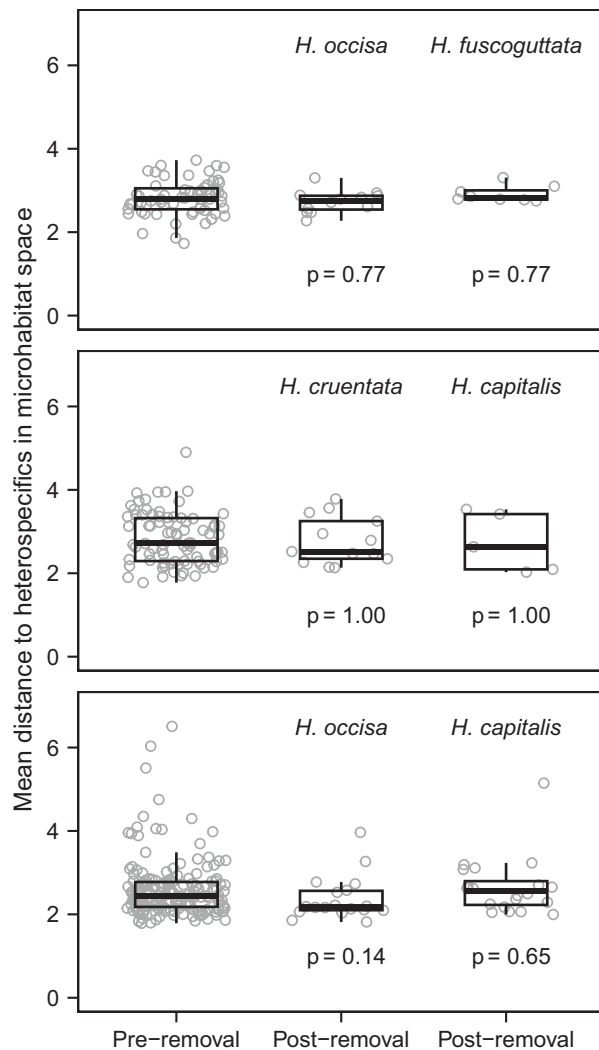 Mean distance to heterospecifics in microhabitat space
H. occisa H. fuscoguttata
6
4
2
0
p = 0.77 p = 0.77
H. cruentata H. capitalis
6
4
2
0
p = 1.00 p = 1.00
H. occisa H. capitalis
6
4
2
0
p = 0.14 p = 0.65
Pre−removal Post−removal Post−removal